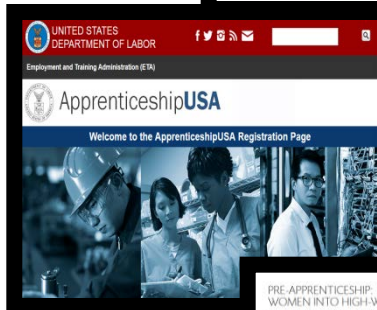 UNITED STATES
DEPARTMENT OF LABOR
Employment and Training Administration (ETA)
ApprenticeshipUSA
Welcome to the ApprenticeshipUSA Registration Page
PRE-APPRENTICESHIP:
WOMEN INTO HIGH-W